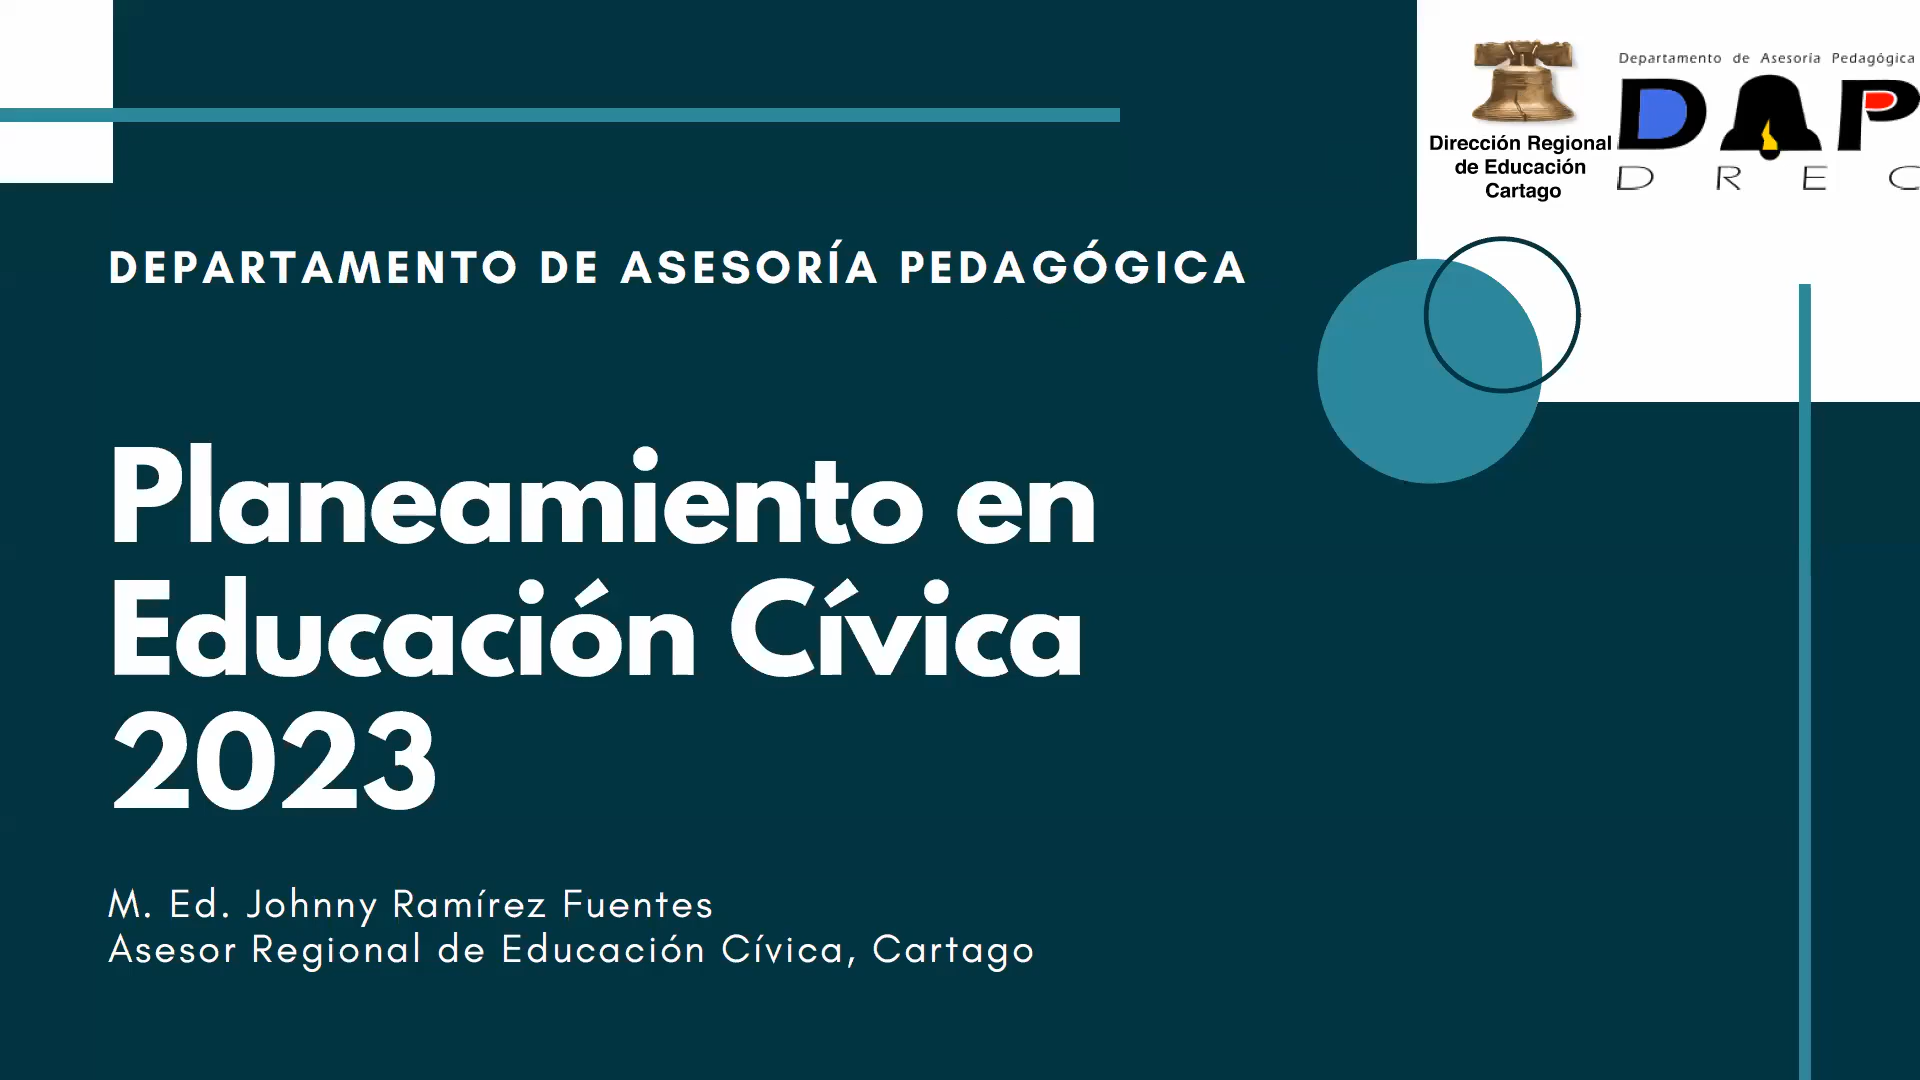 Dirección Regional
de Educación
Cartago
Departamento de Asesoría Pedagógica
DAP
DREC
DEPARTAMENTO DE ASESORÍA PEDAGÓGICA
Planeamiento en
Educación Cívica
2023
M. Ed. Johnny Ramírez Fuentes
Asesor Regional de Educación Cívica, Cartago